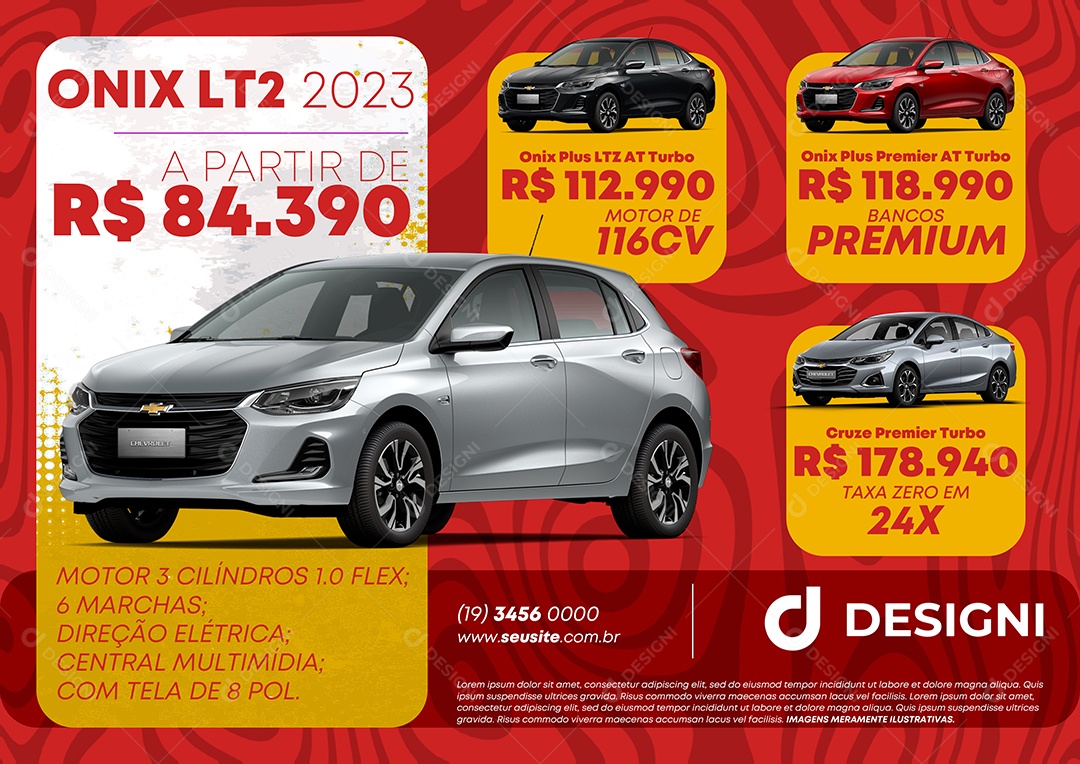 ONIX LT2 2023
A PARTIR DE
R$ 84.390
Onix Plus LTZ AT Turbo
R$ 112.990
MOTOR DE
116CV
Onix Plus Premier AT Turbo
R$ 118.990
BANCOS
PREMIUM
CHEVROLET
CHEVROLET
Cruze Premier Turbo
R$ 178.940
TAXA ZERO EM
24X
MOTOR 3 CILÍNDROS 1.0 FLEX;
6 MARCHAS;
DIREÇÃO ELÉTRICA;
CENTRAL MULTIMÍDIA;
COM TELA DE 8 POL.
(19) 3456 0000
www.seusite.com.br
DESIGNI
Lorem ipsum dolor sit amet, consectetur adipiscing elit, sed do eiusmod tempor incididunt ut labore et dolore magna aliqua. Quis
ipsum suspendisse ultrices gravida. Risus commodo viverra maecenas accumsan lacus vel facilisis. Lorem ipsum dolor sit amet,
consectetur adipiscing elit, sed do eiusmod tempor incididunt ut labore et dolore magna aliqua. Quis ipsum suspendisse ultrices
gravida. Risus commodo viverra maecenas accumsan lacus vel facilisis. IMAGENS MERAMENTE ILUSTRATIVAS.